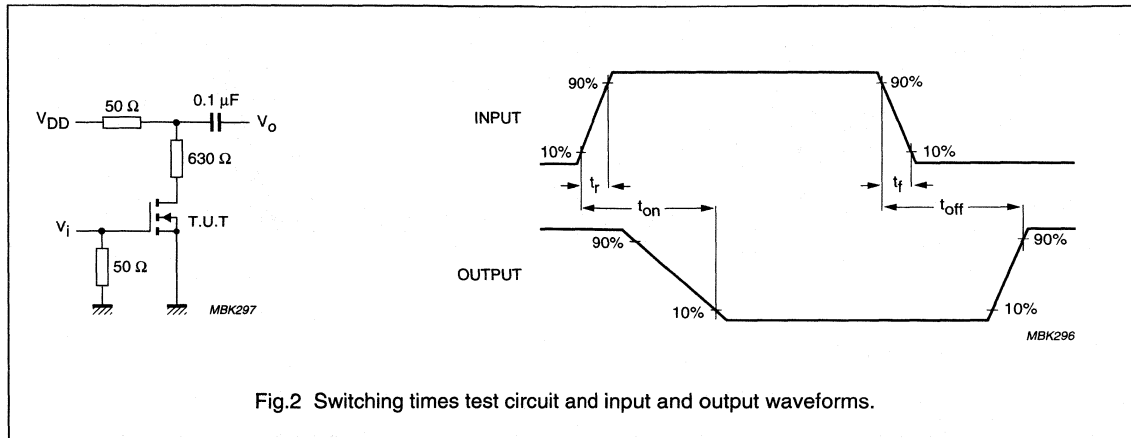 50 Ω
0.1 µF
V_DD
V_o
630 Ω
V_i
T.U.T
50 Ω
MBK297
INPUT
90%
90%
10%
10%
t_r
t_f
t_on
t_off
OUTPUT
90%
90%
10%
10%
MBK296
Fig.2 Switching times test circuit and input and output waveforms.